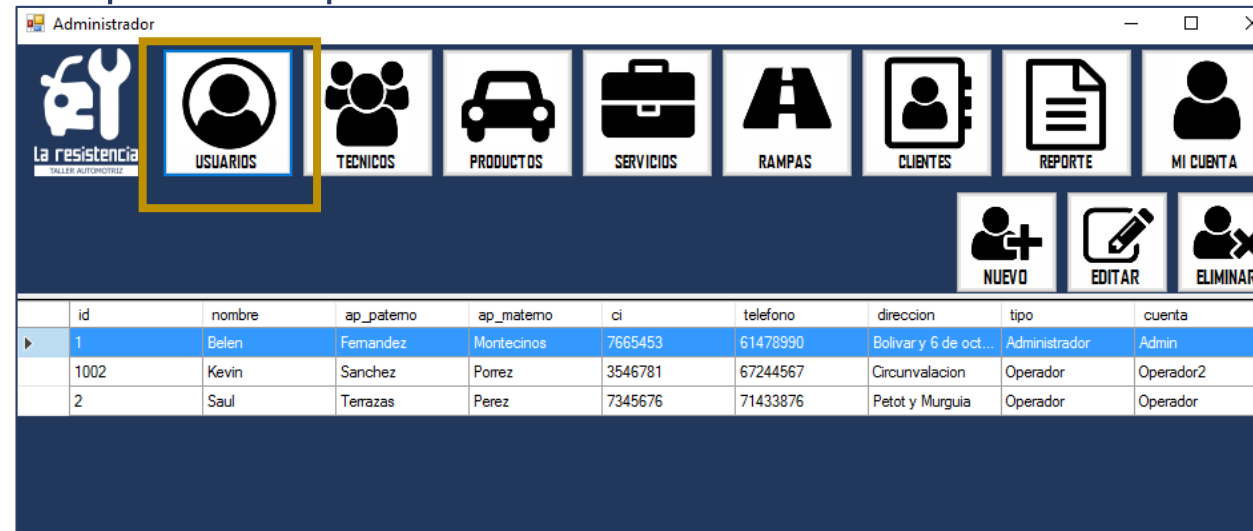 Administrador
La resistencia
TALLER AUTOMOTRIZ
USUARIOS
TECNICOS
PRODUCTOS
SERVICIOS
RAMPAS
CLIENTES
REPORTE
MI CUENTA
NUEVO
EDITAR
ELIMINAR
id nombre ap_paterno ap_materno ci telefono direccion tipo cuenta
1 Belen Fernandez Montecinos 7665453 61478990 Bolivar y 6 de oct... Administrador Admin
1002 Kevin Sanchez Porrez 3546781 67244567 Circunvalacion Operador Operador2
2 Saul Terrazas Perez 7345676 71433876 Petot y Murguia Operador Operador